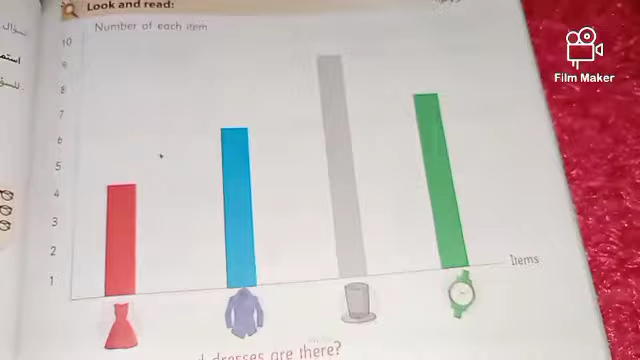 Look and read:
Number of each item
10
9
8
7
6
5
4
3
2
1
Items
dresses are there?
Film Maker